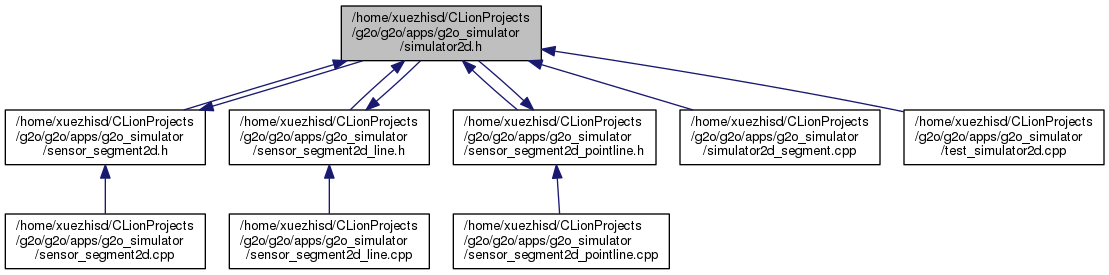 /home/xuezhisd/CLionProjects
/g2o/g2o/apps/g2o_simulator
/simulator2d.h
/home/xuezhisd/CLionProjects
/g2o/g2o/apps/g2o_simulator
/sensor_segment2d.h
/home/xuezhisd/CLionProjects
/g2o/g2o/apps/g2o_simulator
/sensor_segment2d_line.h
/home/xuezhisd/CLionProjects
/g2o/g2o/apps/g2o_simulator
/sensor_segment2d_pointline.h
/home/xuezhisd/CLionProjects
/g2o/g2o/apps/g2o_simulator
/simulator2d_segment.cpp
/home/xuezhisd/CLionProjects
/g2o/g2o/apps/g2o_simulator
/test_simulator2d.cpp
/home/xuezhisd/CLionProjects
/g2o/g2o/apps/g2o_simulator
/sensor_segment2d.cpp
/home/xuezhisd/CLionProjects
/g2o/g2o/apps/g2o_simulator
/sensor_segment2d_line.cpp
/home/xuezhisd/CLionProjects
/g2o/g2o/apps/g2o_simulator
/sensor_segment2d_pointline.cpp